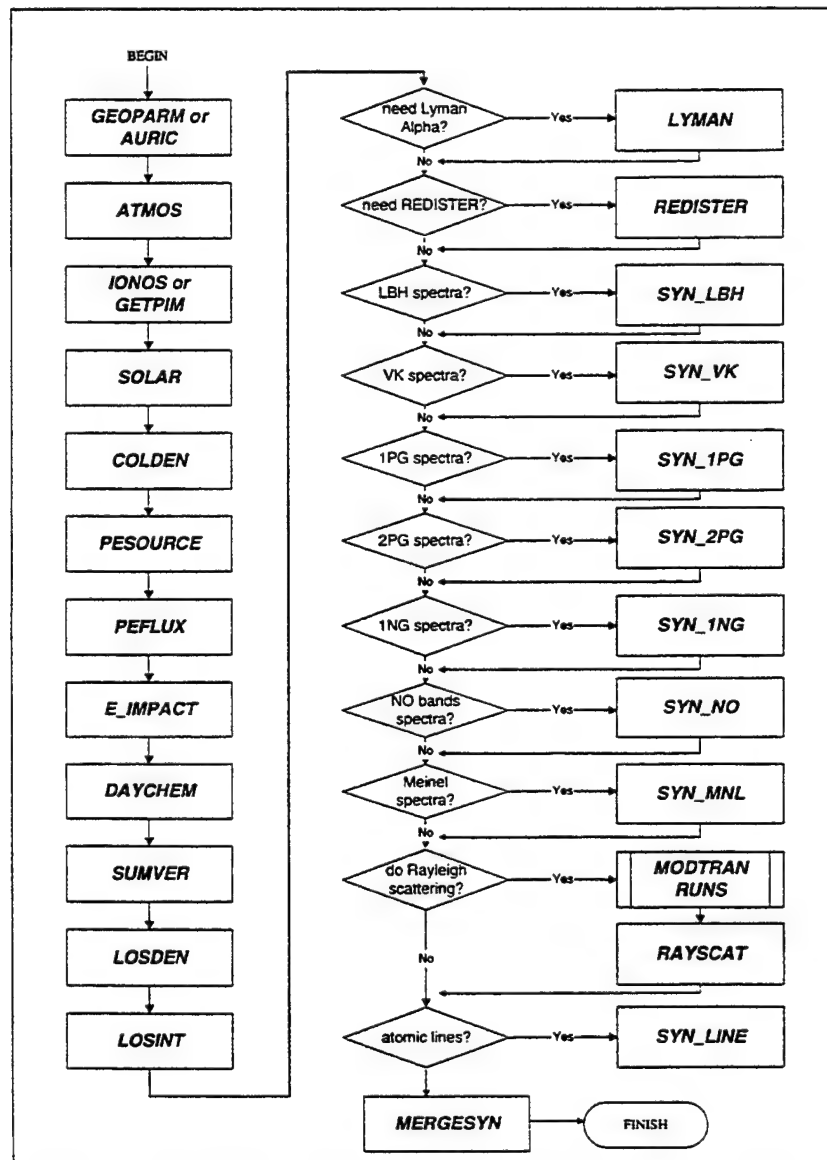 BEGIN
GEOPARM or
AURIC
ATMOS
IONOS or
GETPIM
SOLAR
COLDEN
PESOURCE
PEFLUX
E_IMPACT
DAYCHEM
SUMVER
LOSDEN
LOSINT
need Lyman
Alpha?
Yes
LYMAN
No
need REDISTER?
Yes
REDISTER
No
LBH spectra?
Yes
SYN_LBH
No
VK spectra?
Yes
SYN_VK
No
1PG spectra?
Yes
SYN_1PG
No
2PG spectra?
Yes
SYN_2PG
No
1NG spectra?
Yes
SYN_1NG
No
NO bands
spectra?
Yes
SYN_NO
No
Meinel
spectra?
Yes
SYN_MNL
No
do Rayleigh
scattering?
Yes
MODTRAN
RUNS
RAYSCAT
No
atomic lines?
Yes
SYN_LINE
MERGESYN
FINISH